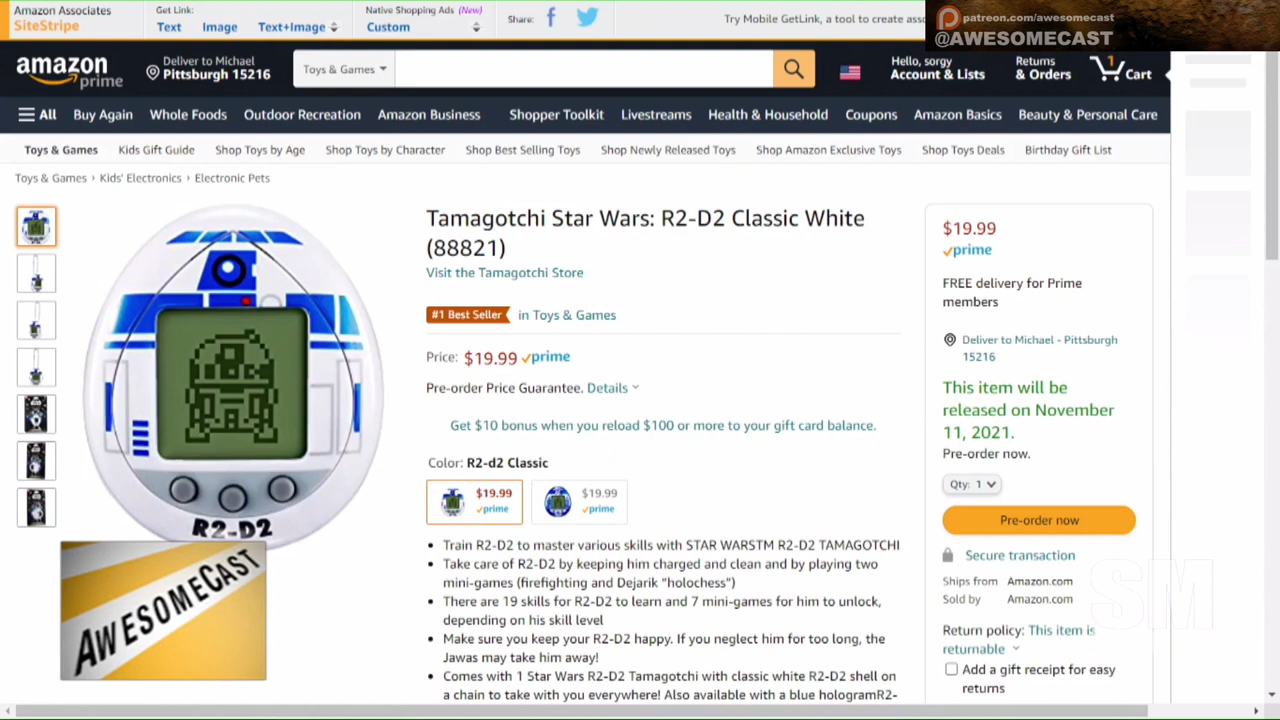 Amazon Associates
SiteStripe
Get Link:
Text Image Text+Image
Native Shopping Ads (New)
Custom
Share:
Try Mobile GetLink, a tool to create asso
patreon.com/awesomecast
@AWESOMECAST
amazon prime
Deliver to Michael
Pittsburgh 15216
Toys & Games
Hello, sorgy
Account & Lists
Returns
& Orders
1
Cart
All Buy Again Whole Foods Outdoor Recreation Amazon Business Shopper Toolkit Livestreams Health & Household Coupons Amazon Basics Beauty & Personal Care
Toys & Games Kids Gift Guide Shop Toys by Age Shop Toys by Character Shop Best Selling Toys Shop Newly Released Toys Shop Amazon Exclusive Toys Shop Toys Deals Birthday Gift List
Toys & Games › Kids' Electronics › Electronic Pets
R2-D2
AWESOMECAST
Tamagotchi Star Wars: R2-D2 Classic White
(88821)
Visit the Tamagotchi Store
#1 Best Seller in Toys & Games
Price: $19.99 prime
Pre-order Price Guarantee. Details
Get $10 bonus when you reload $100 or more to your gift card balance.
Color: R2-d2 Classic
$19.99 prime
$19.99 prime
• Train R2-D2 to master various skills with STAR WARSTM R2-D2 TAMAGOTCHI
• Take care of R2-D2 by keeping him charged and clean and by playing two
mini-games (firefighting and Dejarik “holochess”)
• There are 19 skills for R2-D2 to learn and 7 mini-games for him to unlock,
depending on his skill level
• Make sure you keep your R2-D2 happy. If you neglect him for too long, the
Jawas may take him away!
• Comes with 1 Star Wars R2-D2 Tamagotchi with classic white R2-D2 shell on
a chain to take with you everywhere! Also available with a blue hologramR2-
$19.99
prime
FREE delivery for Prime
members
Deliver to Michael - Pittsburgh
15216
This item will be
released on November
11, 2021.
Pre-order now.
Qty: 1
Pre-order now
Secure transaction
Ships from Amazon.com
Sold by Amazon.com
Return policy: This item is
returnable
Add a gift receipt for easy
returns
SM